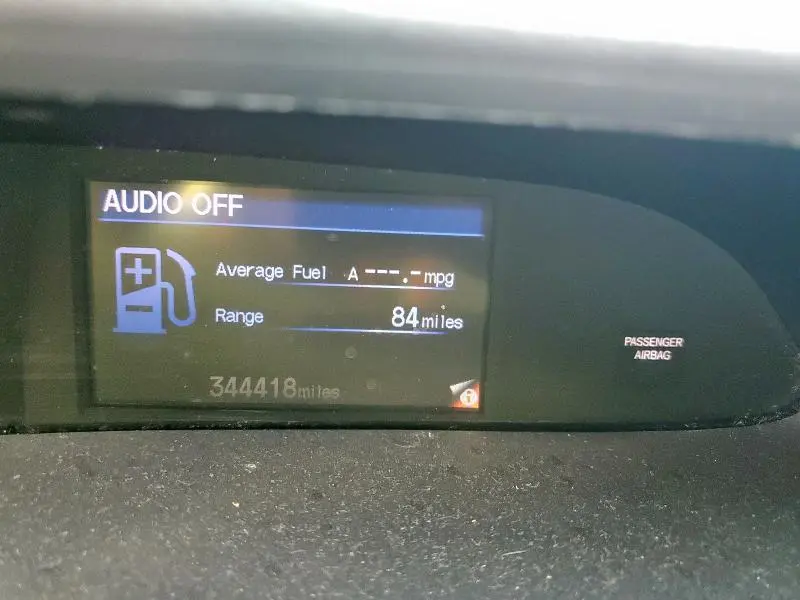 AUDIO OFF
Average Fuel A ---.- mpg
Range 84 miles
344418 miles
PASSENGER
AIRBAG